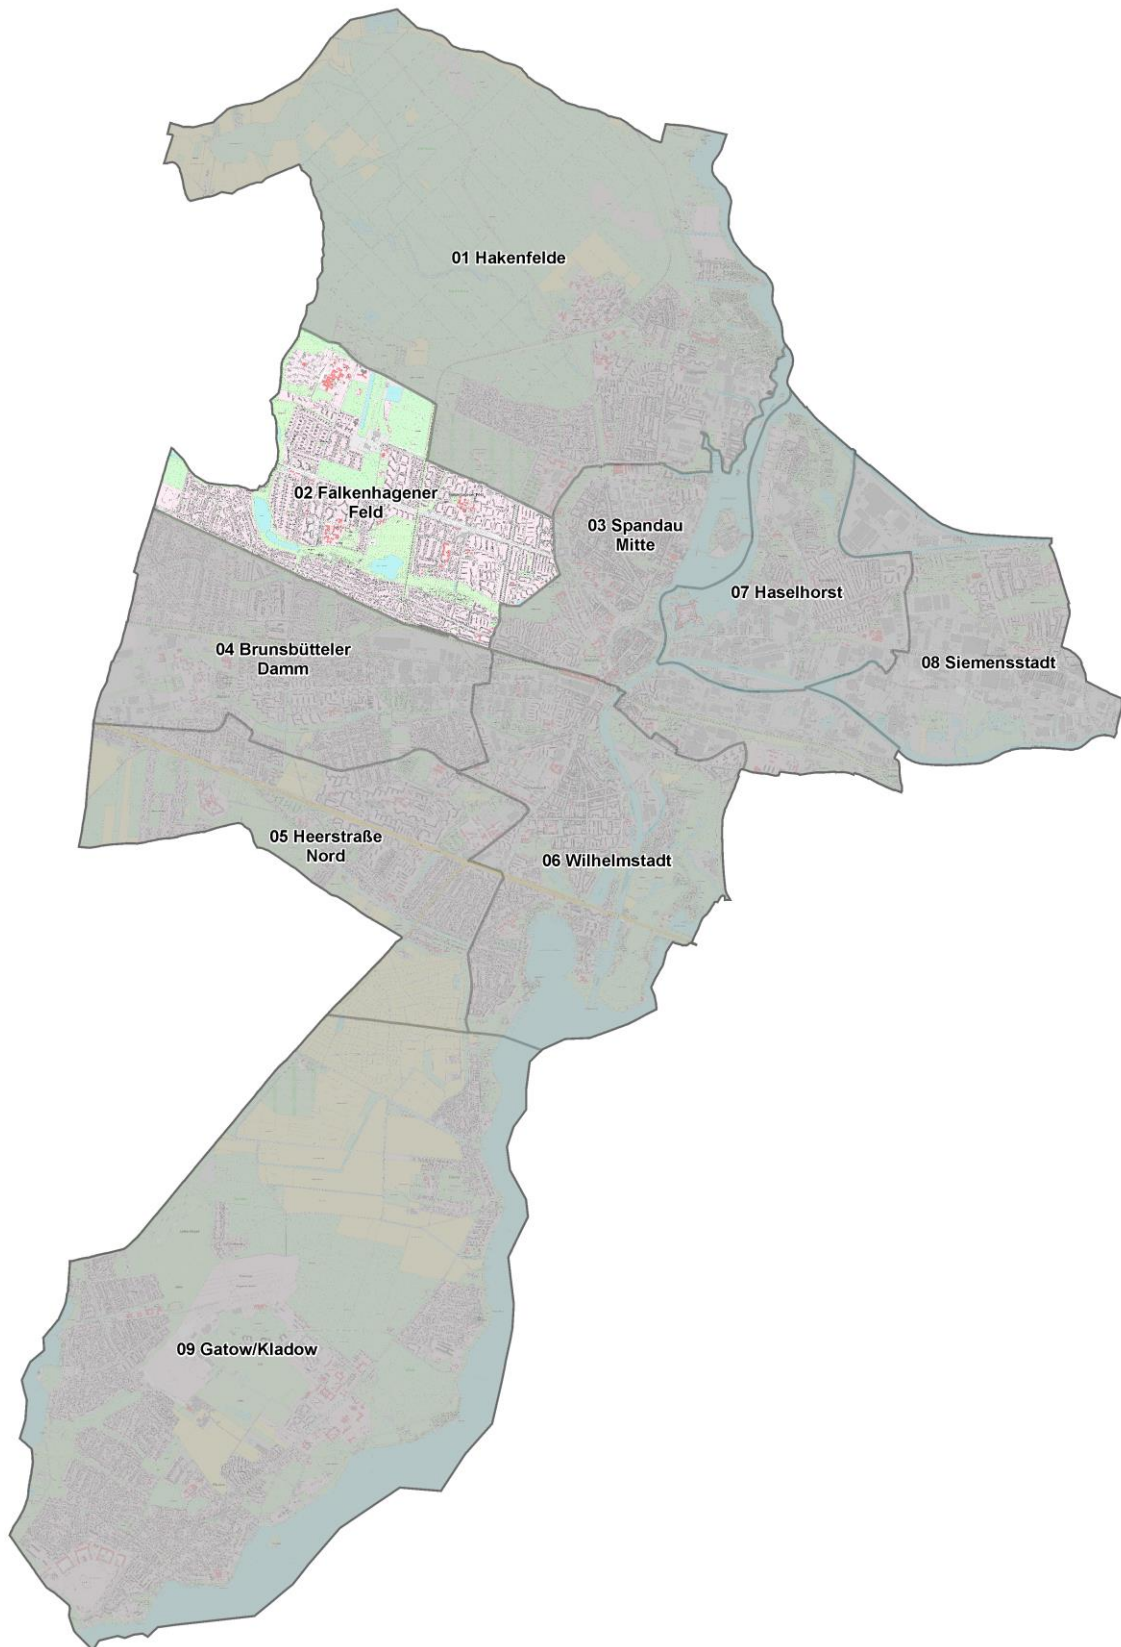 01 Hakenfelde
02 Falkenhagener
Feld
03 Spandau
Mitte
07 Haselhorst
04 Brunsbütteler
Damm
08 Siemensstadt
05 Heerstraße
Nord
06 Wilhelmstadt
09 Gatow/Kladow